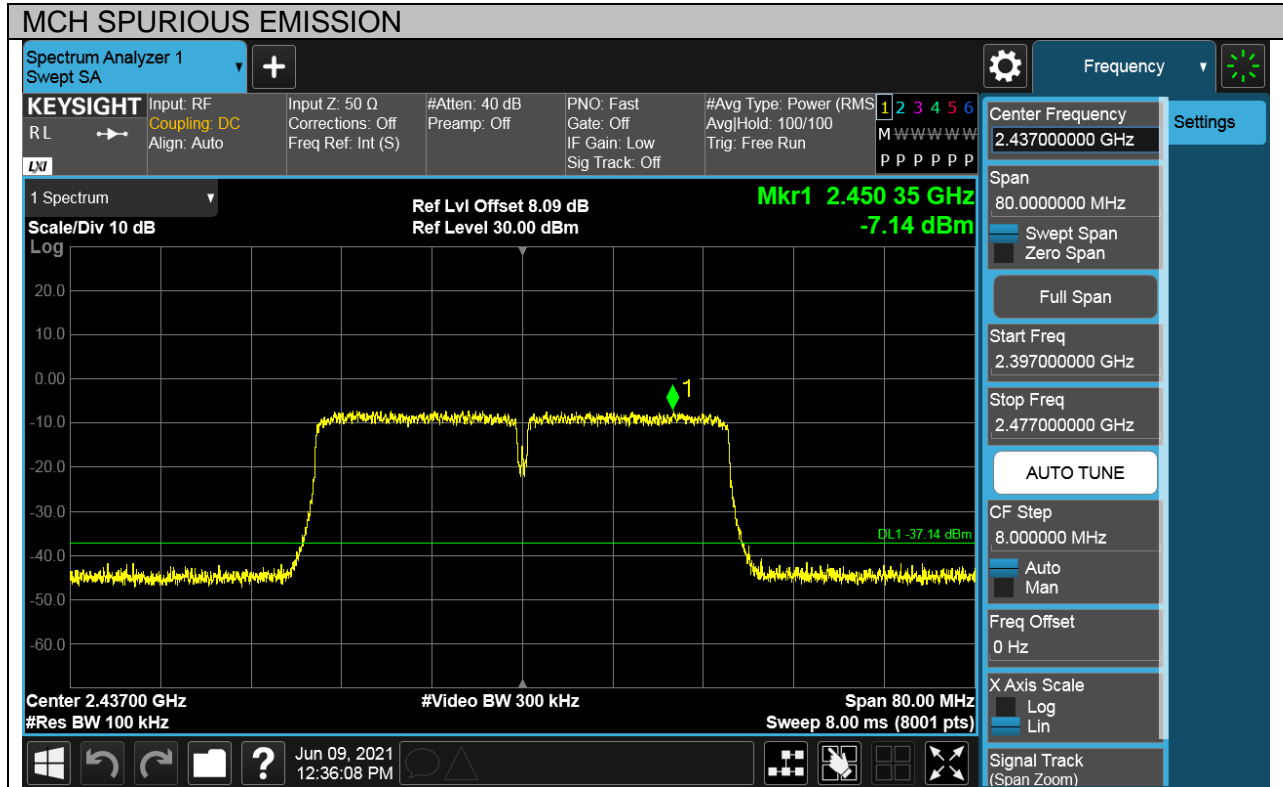 MCH SPURIOUS EMISSION
Spectrum Analyzer 1
Swept SA
+
Frequency
KEYSIGHT
R L
LXI
Input: RF
Coupling: DC
Align: Auto
Input Z: 50 Ω
Corrections: Off
Freq Ref: Int (S)
#Atten: 40 dB
Preamp: Off
PNO: Fast
Gate: Off
IF Gain: Low
Sig Track: Off
#Avg Type: Power (RMS
Avg|Hold: 100/100
Trig: Free Run
1 2 3 4 5 6
M W W W W W
P P P P P P
1 Spectrum
Scale/Div 10 dB
Log
Ref Lvl Offset 8.09 dB
Ref Level 30.00 dBm
Mkr1 2.450 35 GHz
-7.14 dBm
20.0
10.0
0.00
-10.0
-20.0
-30.0
-40.0
-50.0
-60.0
1
DL1 -37.14 dBm
Center 2.43700 GHz
#Res BW 100 kHz
#Video BW 300 kHz
Span 80.00 MHz
Sweep 8.00 ms (8001 pts)
Center Frequency
2.437000000 GHz
Settings
Span
80.0000000 MHz
Swept Span
Zero Span
Full Span
Start Freq
2.397000000 GHz
Stop Freq
2.477000000 GHz
AUTO TUNE
CF Step
8.000000 MHz
Auto
Man
Freq Offset
0 Hz
X Axis Scale
Log
Lin
Signal Track
(Span Zoom)
?
Jun 09, 2021
12:36:08 PM